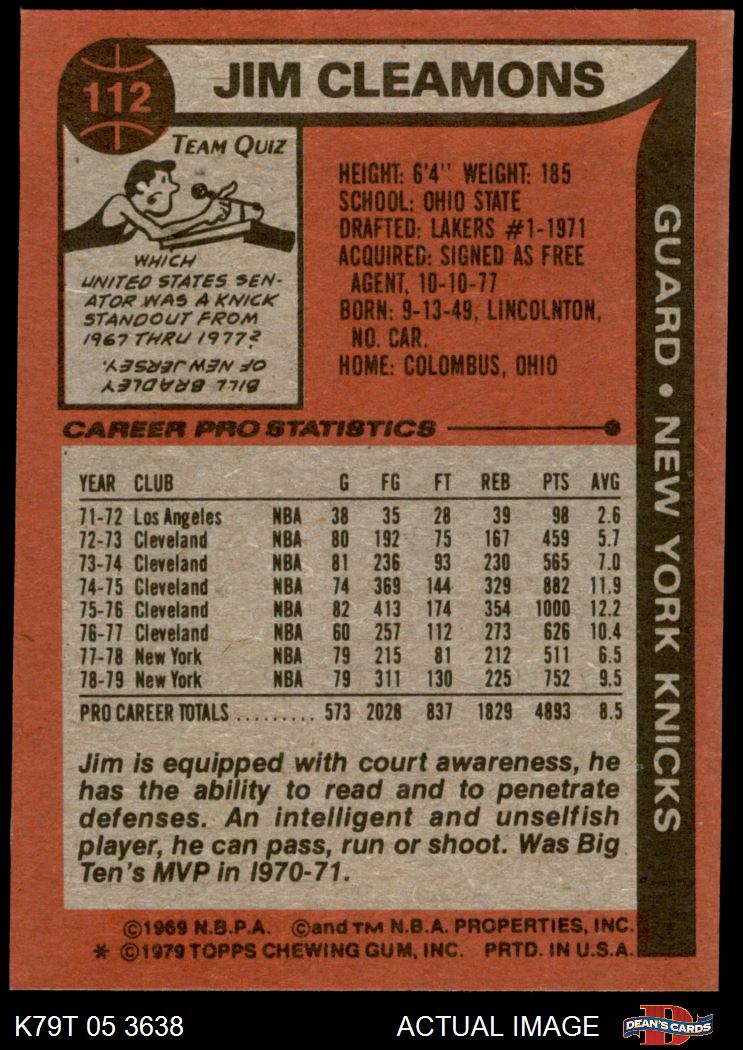 112
JIM CLEAMONS
TEAM QUIZ
WHICH
UNITED STATES SEN-
ATOR WAS A KNICK
STANDOUT FROM
1967 THRU 1977?
BILL BRADLEY
OF NEW JERSEY.
HEIGHT: 6'4" WEIGHT: 185
SCHOOL: OHIO STATE
DRAFTED: LAKERS #1-1971
ACQUIRED: SIGNED AS FREE
AGENT, 10-10-77
BORN: 9-13-49, LINCOLNTON,
NO. CAR.
HOME: COLOMBUS, OHIO
GUARD • NEW YORK KNICKS
CAREER PRO STATISTICS
YEAR CLUB G FG FT REB PTS AVG
71-72 Los Angeles NBA 38 35 28 39 98 2.6
72-73 Cleveland NBA 80 192 75 167 459 5.7
73-74 Cleveland NBA 81 236 93 230 565 7.0
74-75 Cleveland NBA 74 369 144 329 882 11.9
75-76 Cleveland NBA 82 413 174 354 1000 12.2
76-77 Cleveland NBA 60 257 112 273 626 10.4
77-78 New York NBA 79 215 81 212 511 6.5
78-79 New York NBA 79 311 130 225 752 9.5
PRO CAREER TOTALS ......... 573 2028 837 1829 4893 8.5
Jim is equipped with court awareness, he
has the ability to read and to penetrate
defenses. An intelligent and unselfish
player, he can pass, run or shoot. Was Big
Ten's MVP in 1970-71.
©1969 N.B.P.A. ©and TM N.B.A. PROPERTIES, INC.
* ©1979 TOPPS CHEWING GUM, INC. PRTD. IN U.S.A.
K79T 05 3638 ACTUAL IMAGE D DEAN'S CARDS